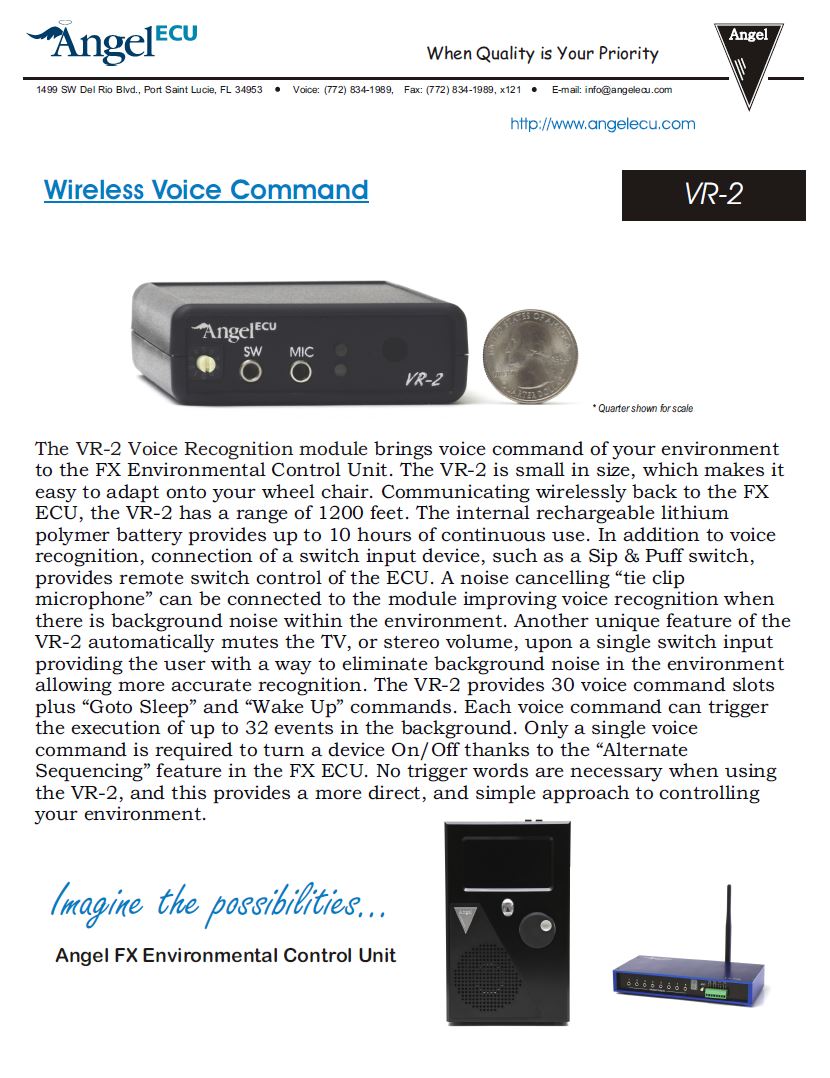 Angel ECU
When Quality is Your Priority
Angel
1499 SW Del Rio Blvd., Port Saint Lucie, FL 34953 ● Voice: (772) 834-1989, Fax: (772) 834-1989, x121 ● E-mail: info@angelecu.com
http://www.angelecu.com
Wireless Voice Command
VR-2
Angel ECU
SW MIC
VR-2
* Quarter shown for scale
The VR-2 Voice Recognition module brings voice command of your environment
to the FX Environmental Control Unit. The VR-2 is small in size, which makes it
easy to adapt onto your wheel chair. Communicating wirelessly back to the FX
ECU, the VR-2 has a range of 1200 feet. The internal rechargeable lithium
polymer battery provides up to 10 hours of continuous use. In addition to voice
recognition, connection of a switch input device, such as a Sip & Puff switch,
provides remote switch control of the ECU. A noise cancelling “tie clip
microphone” can be connected to the module improving voice recognition when
there is background noise within the environment. Another unique feature of the
VR-2 automatically mutes the TV, or stereo volume, upon a single switch input
providing the user with a way to eliminate background noise in the environment
allowing more accurate recognition. The VR-2 provides 30 voice command slots
plus “Goto Sleep” and “Wake Up” commands. Each voice command can trigger
the execution of up to 32 events in the background. Only a single voice
command is required to turn a device On/Off thanks to the “Alternate
Sequencing” feature in the FX ECU. No trigger words are necessary when using
the VR-2, and this provides a more direct, and simple approach to controlling
your environment.
Imagine the possibilities...
Angel FX Environmental Control Unit
Angel